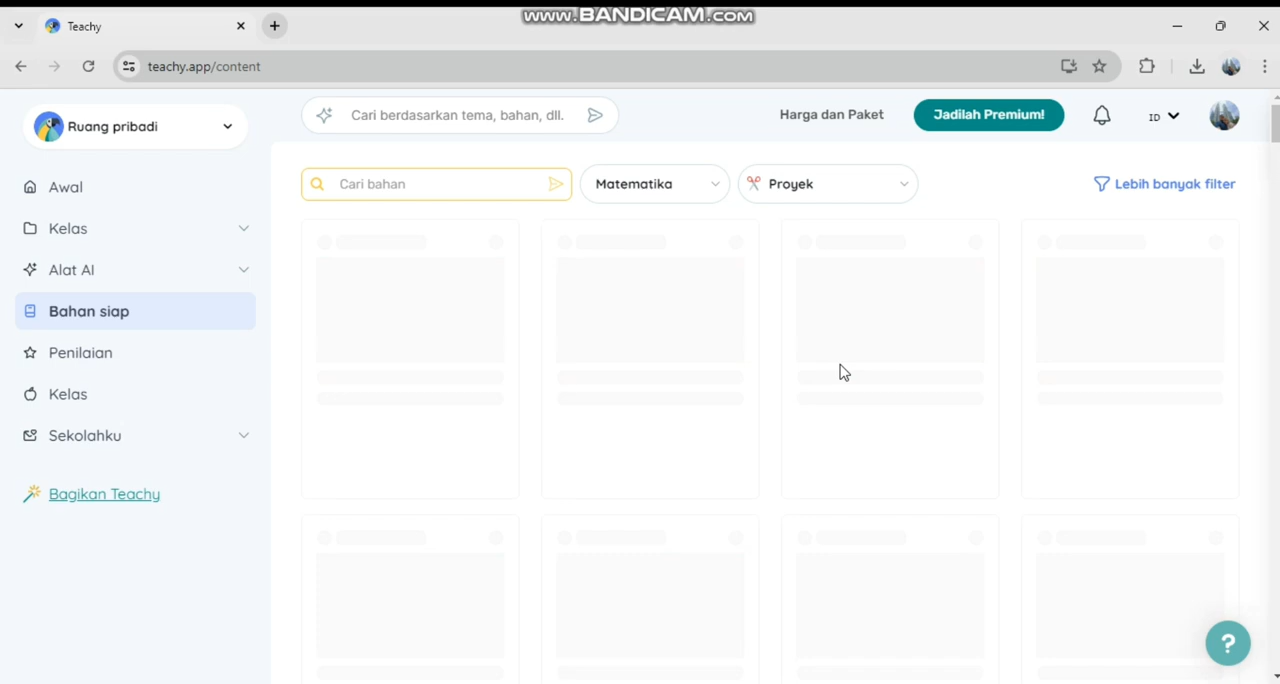 www.BANDICAM.com
Teachy
teachy.app/content
Ruang pribadi
Cari berdasarkan tema, bahan, dll.
Harga dan Paket
Jadilah Premium!
ID
Awal
Kelas
Alat AI
Bahan siap
Penilaian
Kelas
Sekolahku
Bagikan Teachy
Cari bahan
Matematika
Proyek
Lebih banyak filter
?